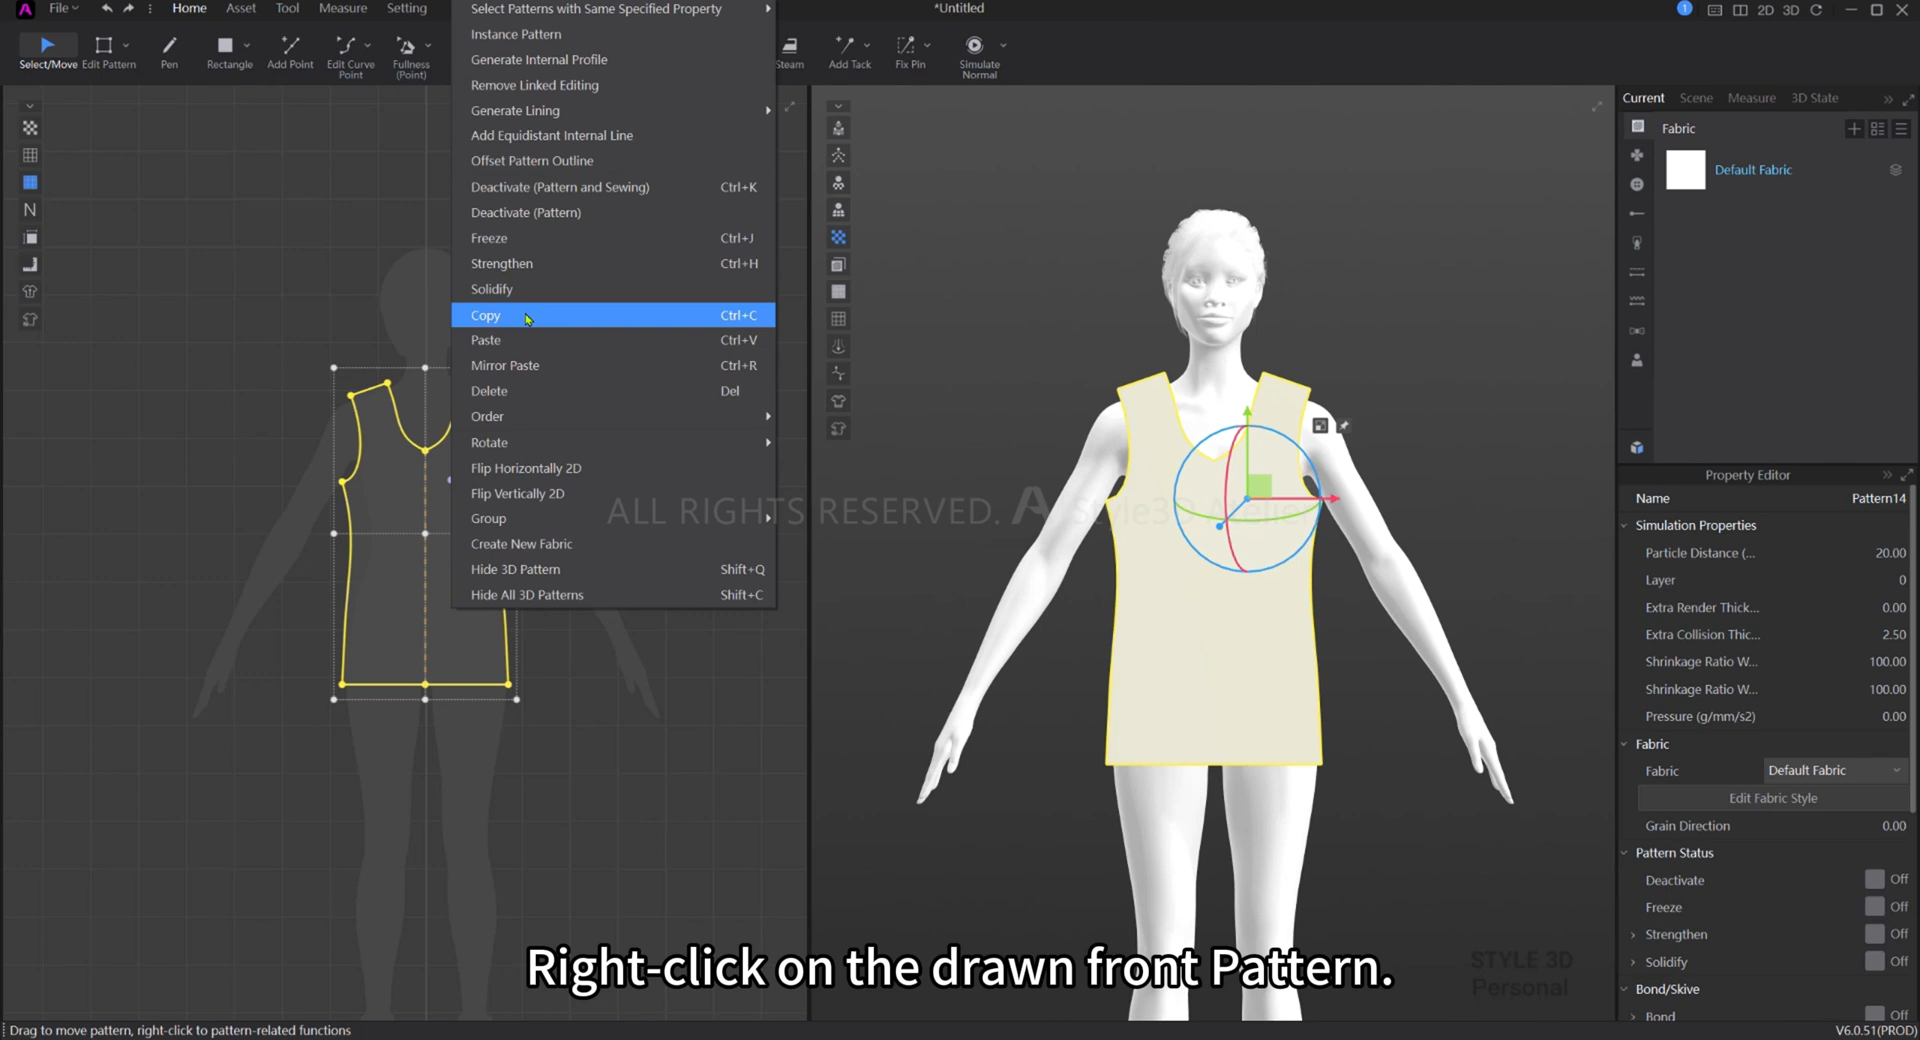 File
Home
Asset
Tool
Measure
Setting
*Untitled
1
2D
3D
Select/Move
Edit Pattern
Pen
Rectangle
Add Point
Edit Curve
Point
Fullness
(Point)
Steam
Add Tack
Fix Pin
Simulate
Normal
Select Patterns with Same Specified Property
Instance Pattern
Generate Internal Profile
Remove Linked Editing
Generate Lining
Add Equidistant Internal Line
Offset Pattern Outline
Deactivate (Pattern and Sewing) Ctrl+K
Deactivate (Pattern)
Freeze Ctrl+J
Strengthen Ctrl+H
Solidify
Copy Ctrl+C
Paste Ctrl+V
Mirror Paste Ctrl+R
Delete Del
Order
Rotate
Flip Horizontally 2D
Flip Vertically 2D
Group
Create New Fabric
Hide 3D Pattern Shift+Q
Hide All 3D Patterns Shift+C
ALL RIGHTS RESERVED. Style3D Atelier
Current Scene Measure 3D State
Fabric
Default Fabric
Property Editor
Name Pattern14
Simulation Properties
Particle Distance (... 20.00
Layer 0
Extra Render Thick... 0.00
Extra Collision Thic... 2.50
Shrinkage Ratio W... 100.00
Shrinkage Ratio W... 100.00
Pressure (g/mm/s2) 0.00
Fabric
Fabric Default Fabric
Edit Fabric Style
Grain Direction 0.00
Pattern Status
Deactivate Off
Freeze Off
Strengthen Off
Solidify Off
Bond/Skive
Bond Off
STYLE 3D
Personal
Right-click on the drawn front Pattern.
Drag to move pattern, right-click to pattern-related functions
V6.0.51(PROD)